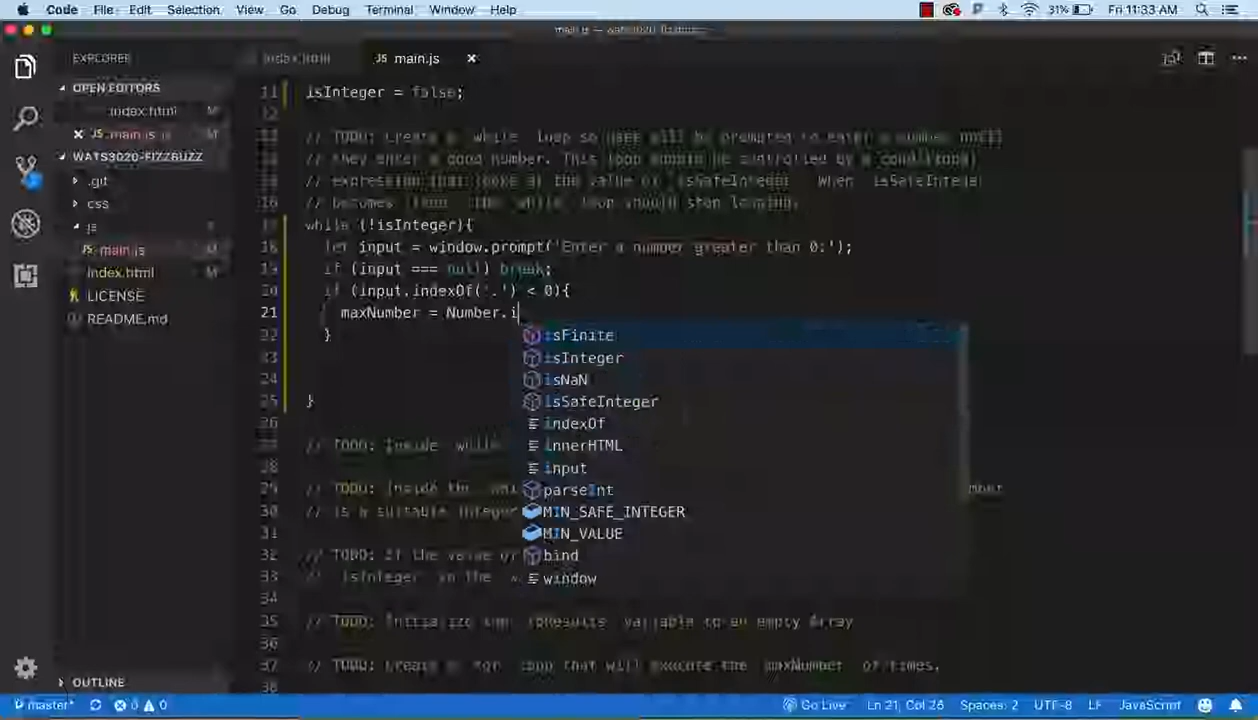 Code File Edit Selection View Go Debug Terminal Window Help 31% Fri 11:33 AM
EXPLORER index.html JS main.js ×
OPEN EDITORS
index.html M
× JS main.js js M
WATS3020-FIZZBUZZ
.git
css
js
JS main.js M
index.html M
LICENSE
README.md
OUTLINE
11 isInteger = false;
12
13 // TODO: Create a `while` loop so user will be prompted to enter a number until
14 // they enter a good number. This loop should be controlled by a conditional
15 // expression that looks at the value of `isSafeInteger`. When `isSafeInteger`
16 // becomes the `while` loop should stop looping.
17 while (!isInteger){
18 let input = window.prompt('Enter a number greater than 0:');
19 if (input === null) break;
20 if (input.indexOf('.') < 0){
21 maxNumber = Number.i
22 }
23
24
25 }
26
27 // TODO: Inside `while`
28
29 // TODO: Inside the number
30 // is a suitable integer
31
32 // TODO: If the value of
33 // `isInteger` in the
34
35 // TODO: Initialize the variable to an empty Array
36
37 // TODO: Create a `for` loop that will execute the `maxNumber` of times.
38
isFinite
isInteger
isNaN
isSafeInteger
indexOf
innerHTML
input
parseInt
MIN_SAFE_INTEGER
MIN_VALUE
bind
window
master* 0 0 Go Live Ln 21, Col 26 Spaces: 2 UTF-8 LF JavaScript